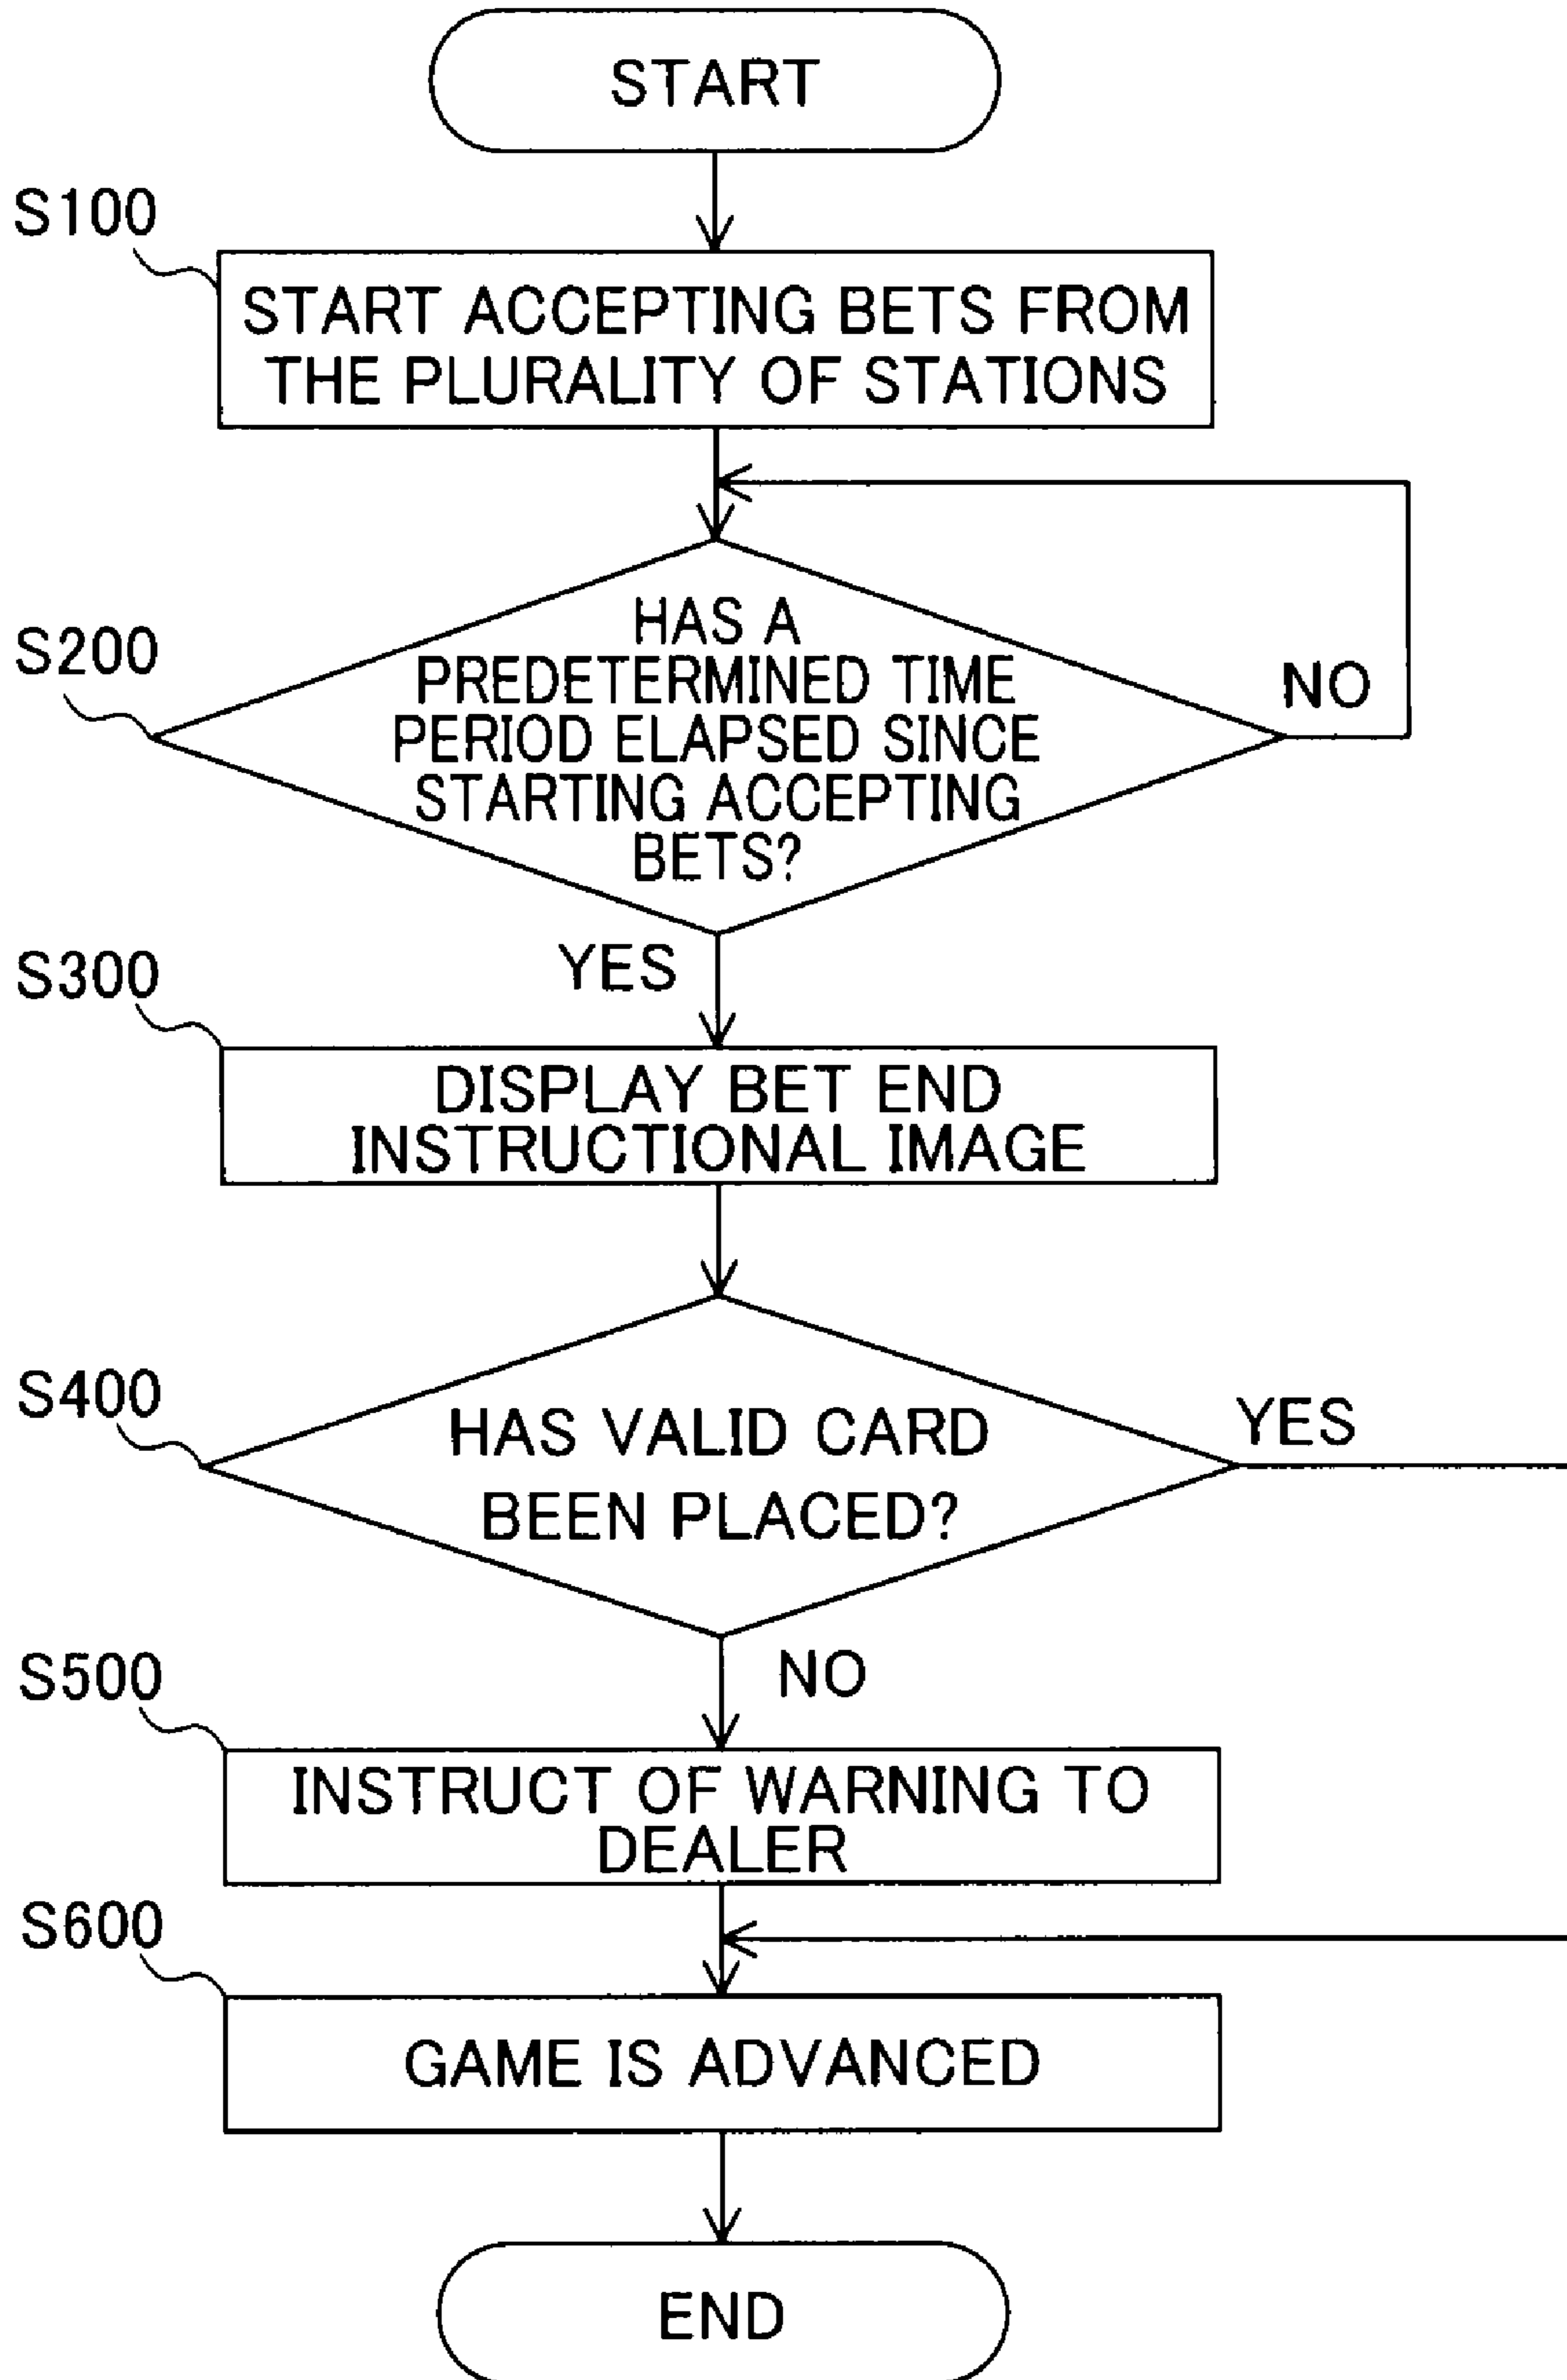 START
S100
START ACCEPTING BETS FROM
THE PLURALITY OF STATIONS
S200
HAS A
PREDETERMINED TIME
PERIOD ELAPSED SINCE
STARTING ACCEPTING
BETS?
NO
YES
S300
DISPLAY BET END
INSTRUCTIONAL IMAGE
S400
HAS VALID CARD
BEEN PLACED?
YES
NO
S500
INSTRUCT OF WARNING TO
DEALER
S600
GAME IS ADVANCED
END